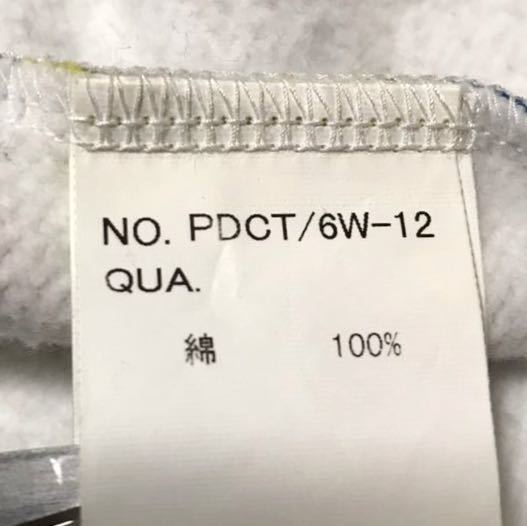 NO. PDCT/6W-12
QUA.
綿 100%